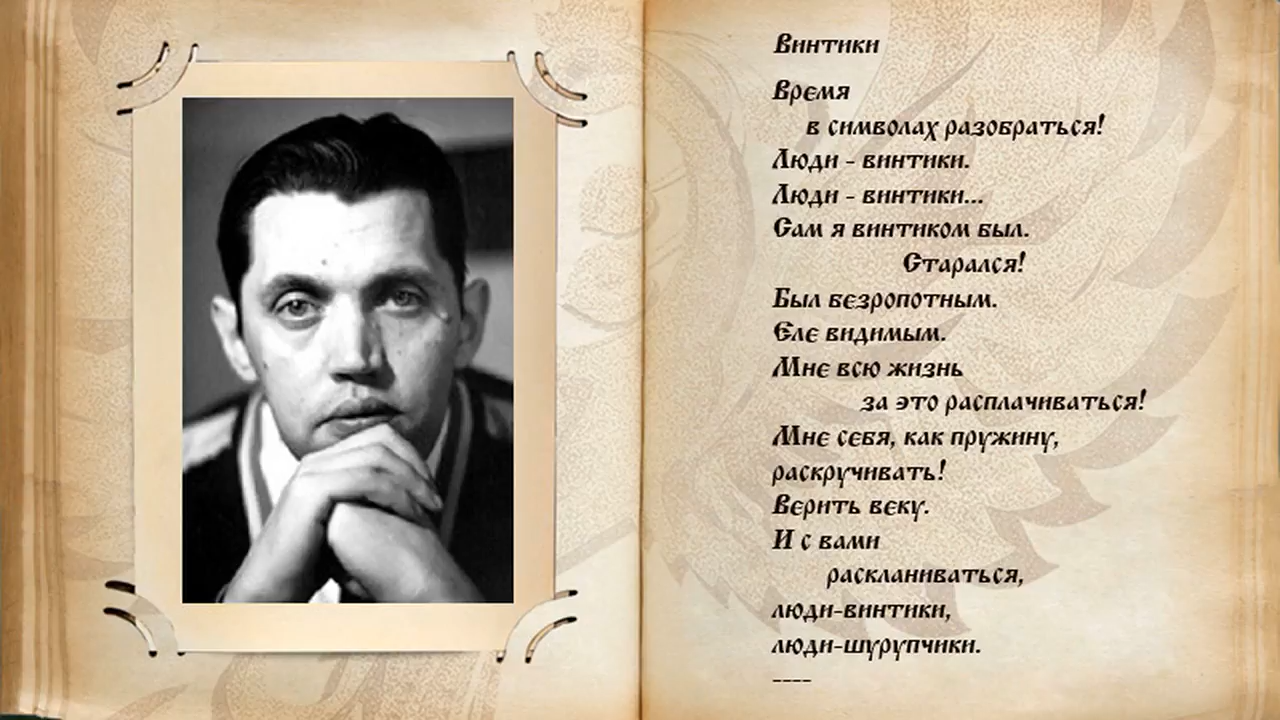 Винтики
Время
в символах разобраться!
Люди - винтики.
Люди - винтики...
Сам я винтиком был.
Старался!
Был безропотным.
Еле видимым.
Мне всю жизнь
за это расплачиваться!
Мне себя, как пружину,
раскручивать!
Верить веку.
И с вами
раскланиваться,
люди-винтики,
люди-шурупчики.
----